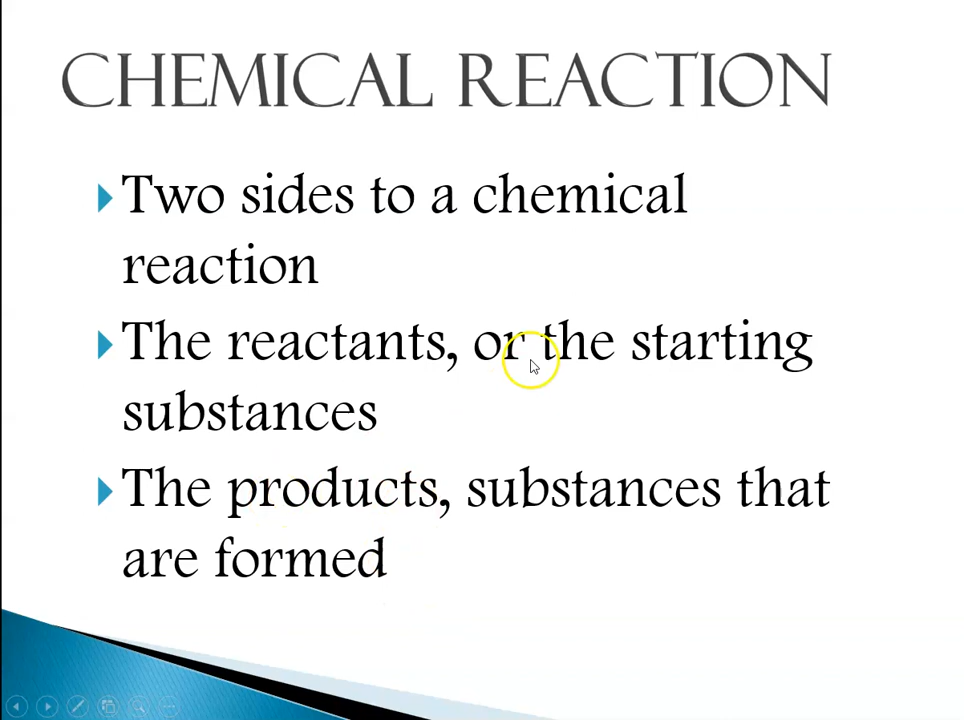 CHEMICAL REACTION
Two sides to a chemical
reaction
The reactants, or the starting
substances
The products, substances that
are formed